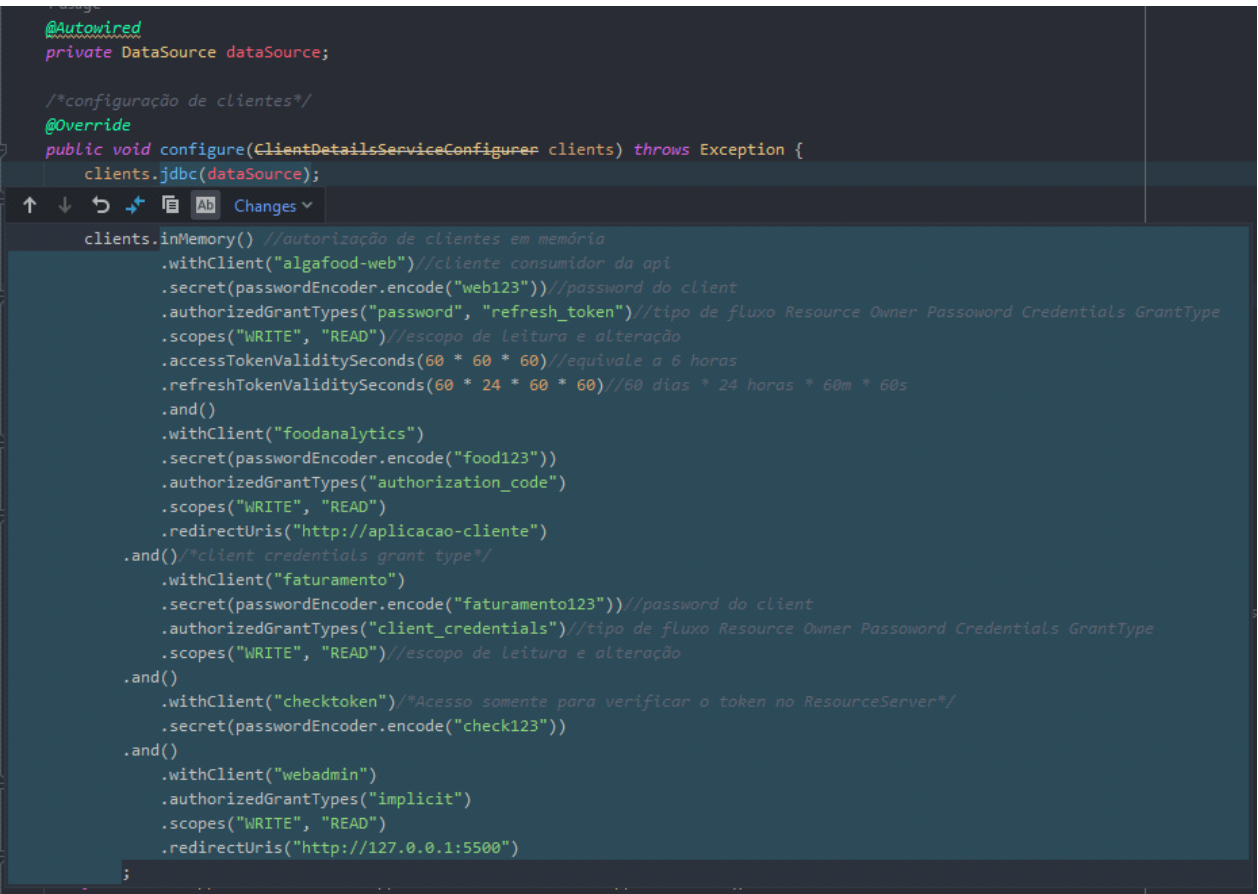 @Autowired
private DataSource dataSource;
/*configuração de clientes*/
@Override
public void configure(ClientDetailsServiceConfigurer clients) throws Exception {
clients.jdbc(dataSource);
Ab Changes
clients.inMemory() //autorização de clientes em memória
.withClient("algafood-web")//cliente consumidor da api
.secret(passwordEncoder.encode("web123"))//password do client
.authorizedGrantTypes("password", "refresh_token")//tipo de fluxo Resource Owner Passoword Credentials GrantType
.scopes("WRITE", "READ")//escopo de leitura e alteração
.accessTokenValiditySeconds(60 * 60 * 60)//equivale a 6 horas
.refreshTokenValiditySeconds(60 * 24 * 60 * 60)//60 dias * 24 horas * 60m * 60s
.and()
.withClient("foodanalytics")
.secret(passwordEncoder.encode("food123"))
.authorizedGrantTypes("authorization_code")
.scopes("WRITE", "READ")
.redirectUris("http://aplicacao-cliente")
.and()/*client credentials grant type*/
.withClient("faturamento")
.secret(passwordEncoder.encode("faturamento123"))//password do client
.authorizedGrantTypes("client_credentials")//tipo de fluxo Resource Owner Passoword Credentials GrantType
.scopes("WRITE", "READ")//escopo de leitura e alteração
.and()
.withClient("checktoken")/*Acesso somente para verificar o token no ResourceServer*/
.secret(passwordEncoder.encode("check123"))
.and()
.withClient("webadmin")
.authorizedGrantTypes("implicit")
.scopes("WRITE", "READ")
.redirectUris("http://127.0.0.1:5500")
;